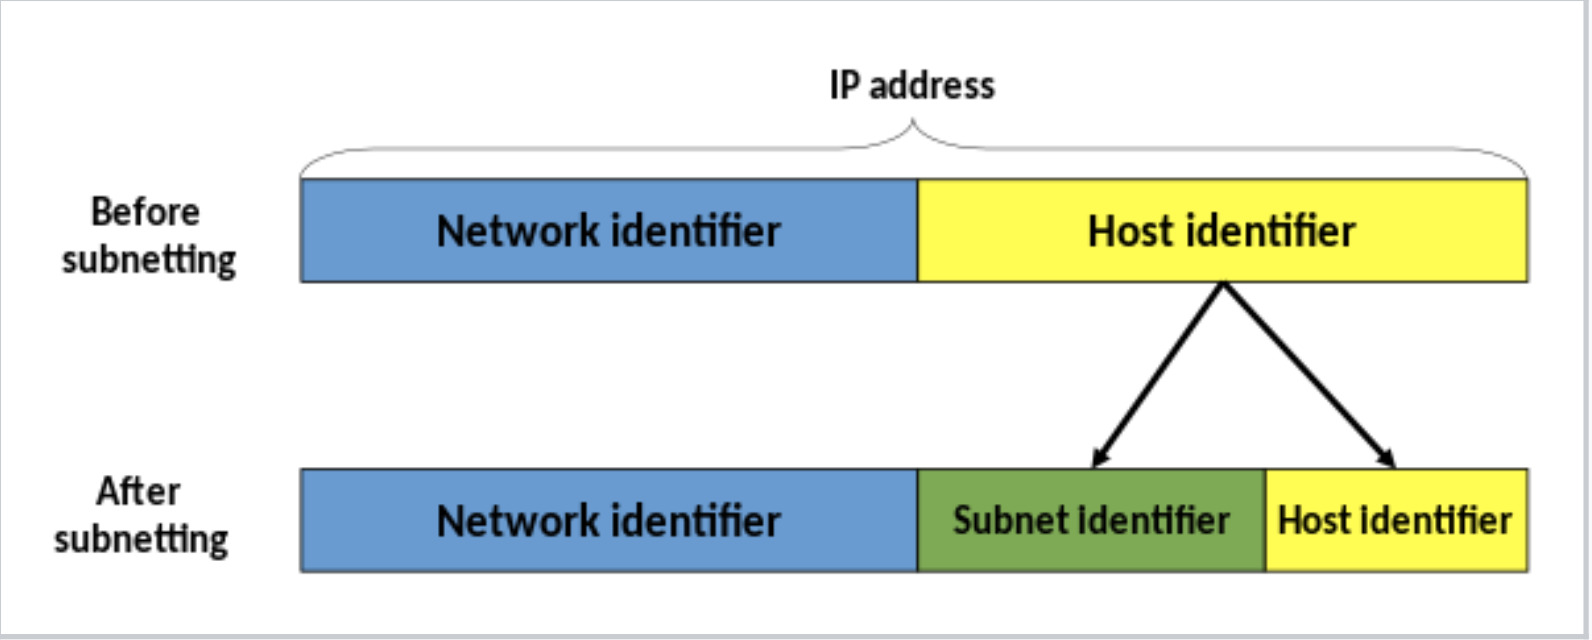 IP address
Before
subnetting
Network identifier
Host identifier
After
subnetting
Network identifier
Subnet identifier
Host identifier